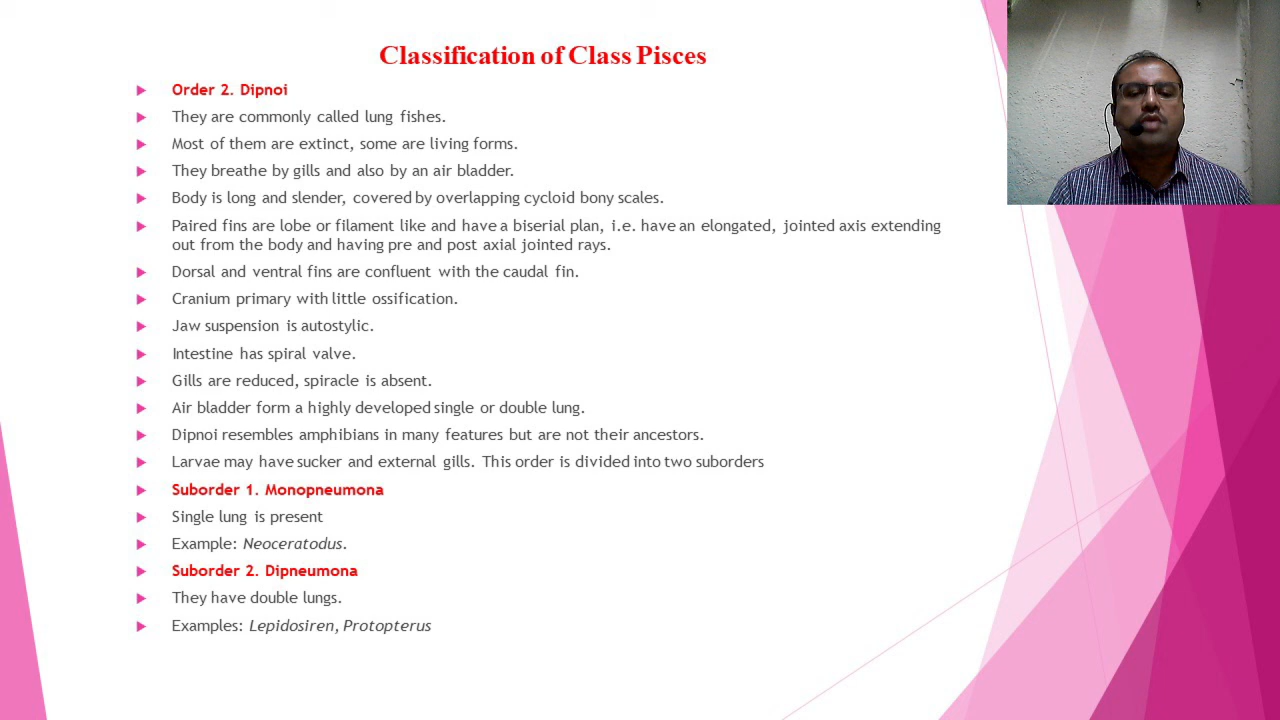 Classification of Class Pisces
Order 2. Dipnoi
They are commonly called lung fishes.
Most of them are extinct, some are living forms.
They breathe by gills and also by an air bladder.
Body is long and slender, covered by overlapping cycloid bony scales.
Paired fins are lobe or filament like and have a biserial plan, i.e. have an elongated, jointed axis extending
out from the body and having pre and post axial jointed rays.
Dorsal and ventral fins are confluent with the caudal fin.
Cranium primary with little ossification.
Jaw suspension is autostylic.
Intestine has spiral valve.
Gills are reduced, spiracle is absent.
Air bladder form a highly developed single or double lung.
Dipnoi resembles amphibians in many features but are not their ancestors.
Larvae may have sucker and external gills. This order is divided into two suborders
Suborder 1. Monopneumona
Single lung is present
Example: Neoceratodus.
Suborder 2. Dipneumona
They have double lungs.
Examples: Lepidosiren, Protopterus